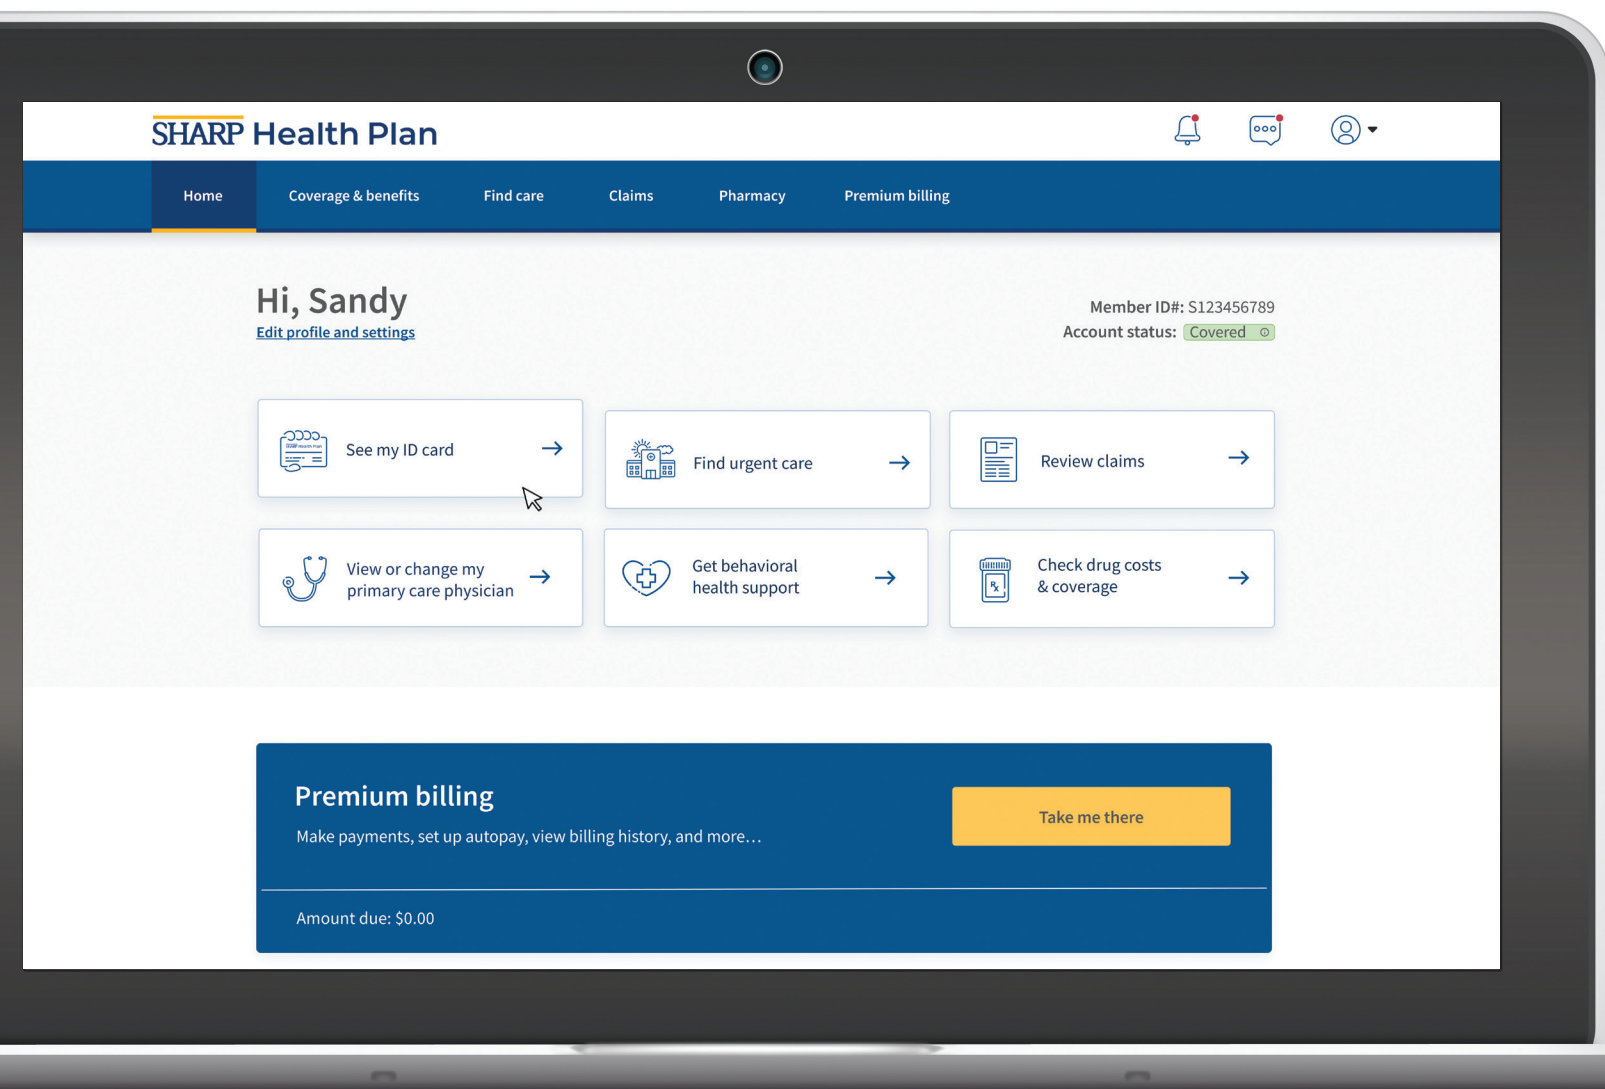 SHARP Health Plan
Home Coverage & benefits Find care Claims Pharmacy Premium billing
Hi, Sandy
Edit profile and settings
Member ID#: S123456789
Account status: Covered
See my ID card
Find urgent care
Review claims
View or change my
primary care physician
Get behavioral
health support
Check drug costs
& coverage
Rx
Premium billing
Make payments, set up autopay, view billing history, and more…
Take me there
Amount due: $0.00